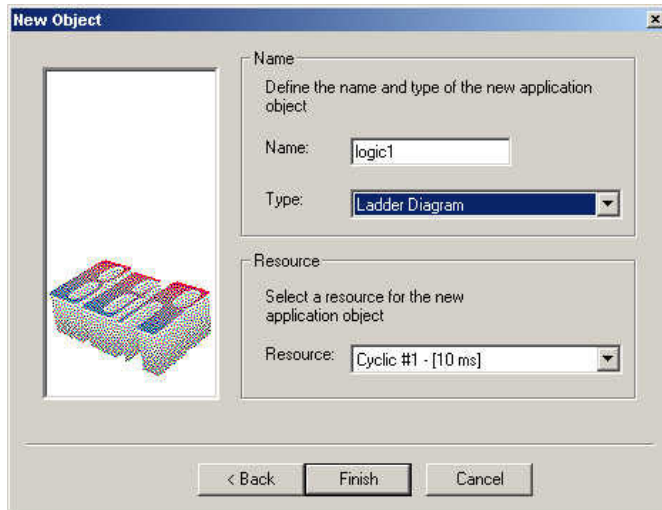 New Object
Name
Define the name and type of the new application
object
Name: logic1
Type: Ladder Diagram
Resource
Select a resource for the new
application object
Resource: Cyclic #1 - [10 ms]
< Back Finish Cancel